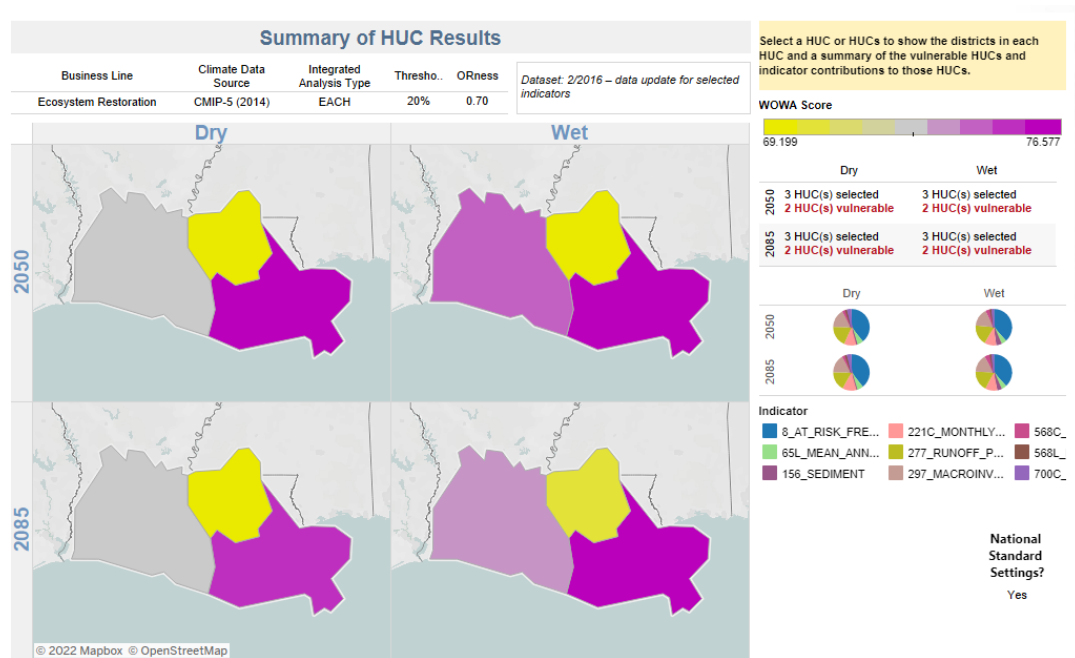 Summary of HUC Results
Business Line
Climate Data
Source
Integrated
Analysis Type
Thresho..
ORness
Ecosystem Restoration
CMIP-5 (2014)
EACH
20%
0.70
Dataset: 2/2016 – data update for selected
indicators
Dry
Wet
2050
2085
© 2022 Mapbox © OpenStreetMap
Select a HUC or HUCs to show the districts in each
HUC and a summary of the vulnerable HUCs and
indicator contributions to those HUCs.
WOWA Score
69.199
76.577
Dry
Wet
2050
3 HUC(s) selected
2 HUC(s) vulnerable
3 HUC(s) selected
2 HUC(s) vulnerable
2085
3 HUC(s) selected
2 HUC(s) vulnerable
3 HUC(s) selected
2 HUC(s) vulnerable
Dry
Wet
2050
2085
Indicator
8_AT_RISK_FRE...
221C_MONTHLY...
568C_
65L_MEAN_ANN...
277_RUNOFF_P...
568L_
156_SEDIMENT
297_MACROINV...
700C_
National
Standard
Settings?
Yes